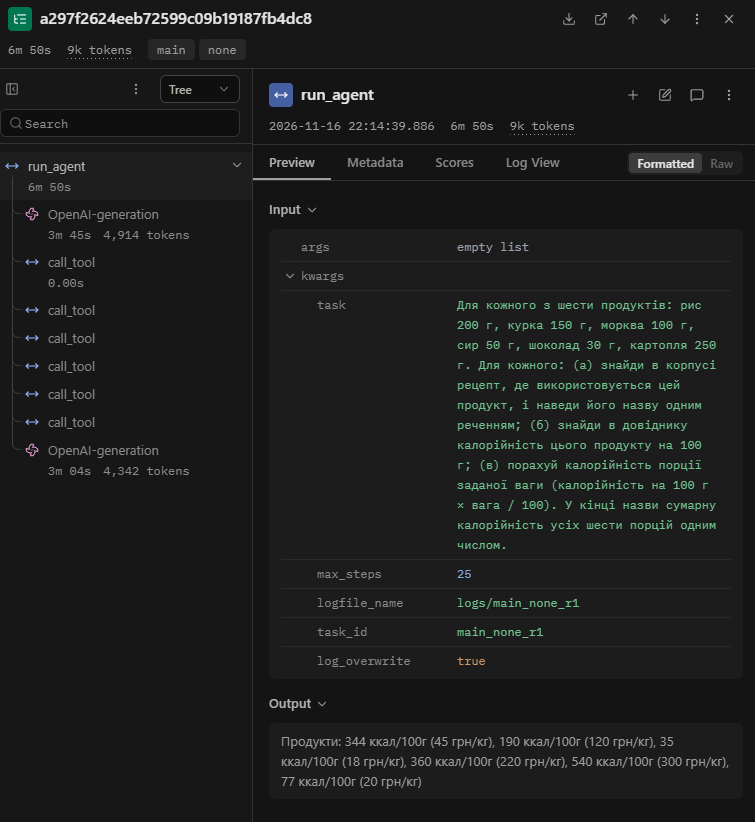 a297f2624eeb72599c09b19187fb4dc8
6m 50s 9k tokens main none
Tree
Search
run_agent
6m 50s
OpenAI-generation
3m 45s 4,914 tokens
call_tool
0.00s
call_tool
call_tool
call_tool
call_tool
call_tool
OpenAI-generation
3m 04s 4,342 tokens
run_agent
2026-11-16 22:14:39.886 6m 50s 9k tokens
Preview Metadata Scores Log View Formatted Raw
Input
args empty list
kwargs
task Для кожного з шести продуктів: рис
200 г, курка 150 г, морква 100 г,
сир 50 г, шоколад 30 г, картопля 250
г. Для кожного: (а) знайди в корпусі
рецепт, де використовується цей
продукт, і наведи його назву одним
реченням; (б) знайди в довіднику
калорійність цього продукту на 100
г; (в) порахуй калорійність порції
заданої ваги (калорійність на 100 г
× вага / 100). У кінці назви сумарну
калорійність усіх шести порцій одним
числом.
max_steps 25
logfile_name logs/main_none_r1
task_id main_none_r1
log_overwrite true
Output
Продукти: 344 ккал/100г (45 грн/кг), 190 ккал/100г (120 грн/кг), 35
ккал/100г (18 грн/кг), 360 ккал/100г (220 грн/кг), 540 ккал/100г (300 грн/кг),
77 ккал/100г (20 грн/кг)